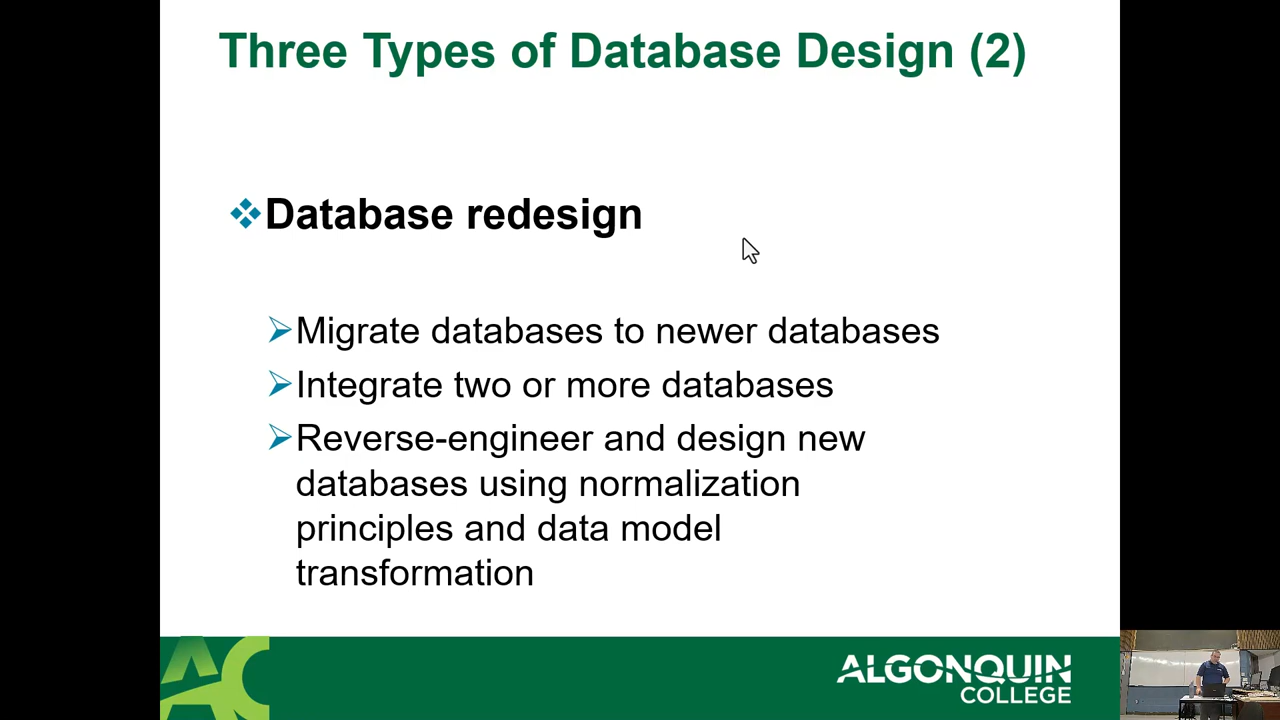 Three Types of Database Design (2)
Database redesign
Migrate databases to newer databases
Integrate two or more databases
Reverse-engineer and design new
databases using normalization
principles and data model
transformation
AC
ALGONQUIN
COLLEGE